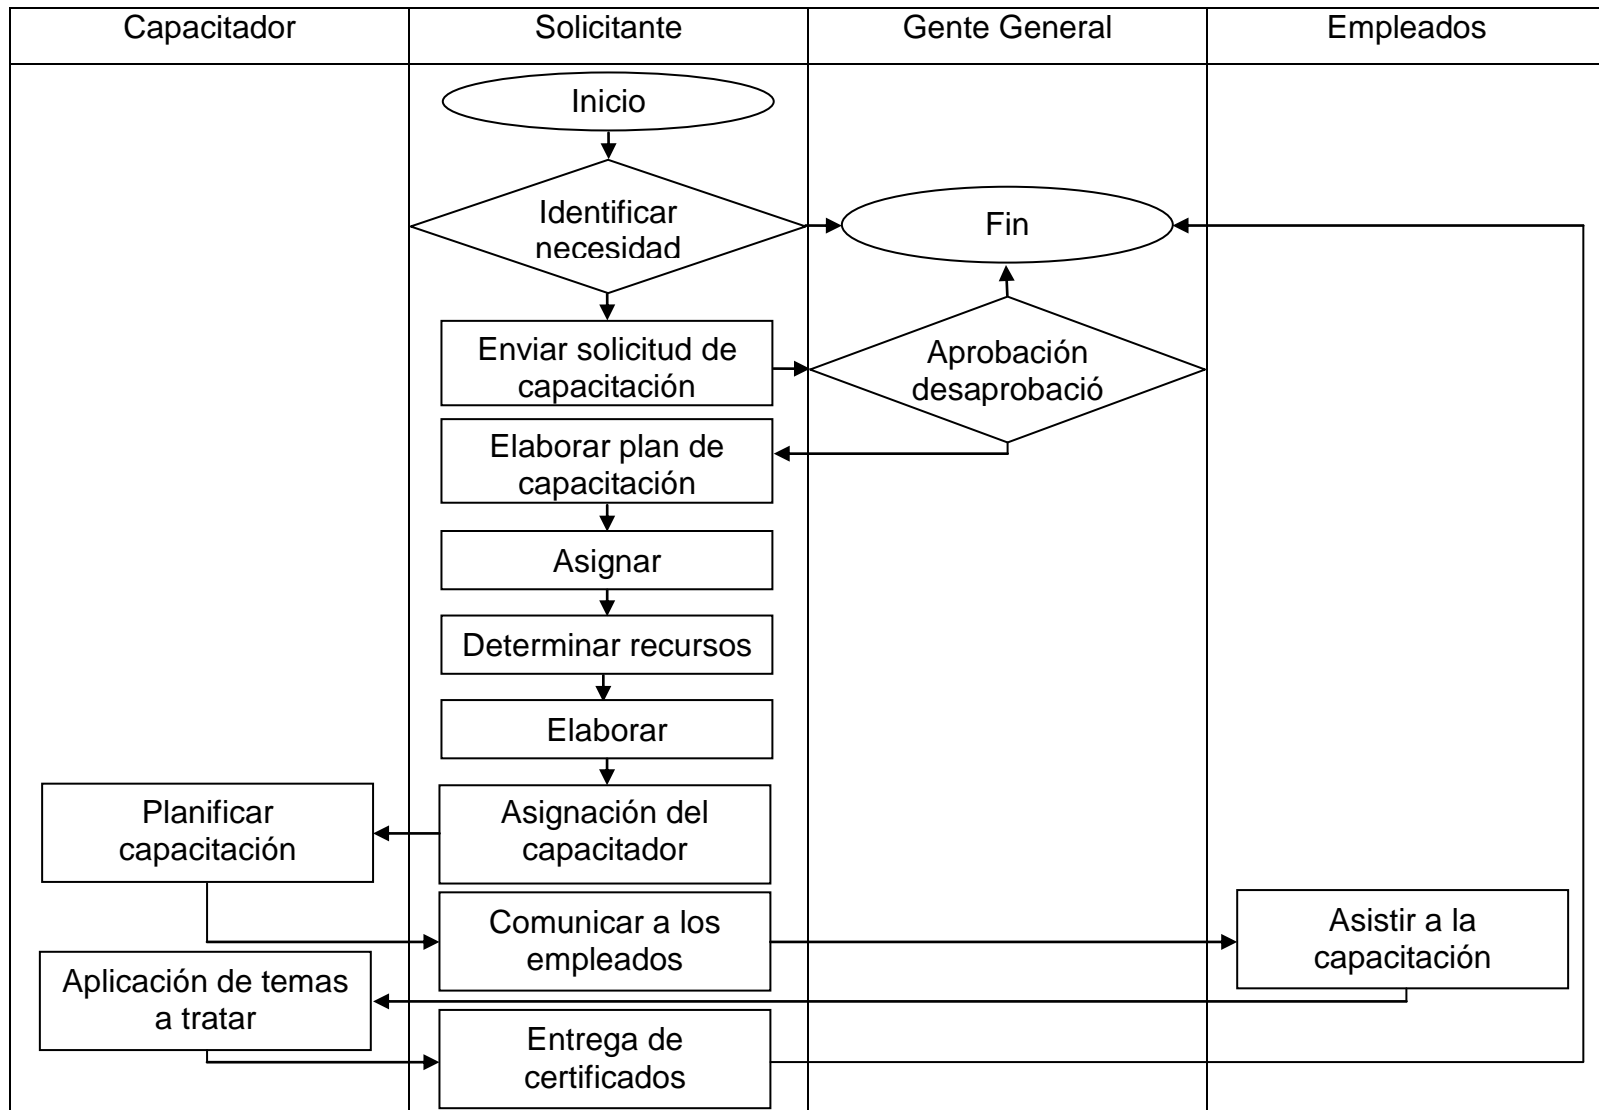 Capacitador
Solicitante
Gente General
Empleados
Inicio
Identificar
necesidad
Fin
Enviar solicitud de
capacitación
Aprobación
desaprobació
Elaborar plan de
capacitación
Asignar
Determinar recursos
Elaborar
Planificar
capacitación
Asignación del
capacitador
Comunicar a los
empleados
Asistir a la
capacitación
Aplicación de temas
a tratar
Entrega de
certificados